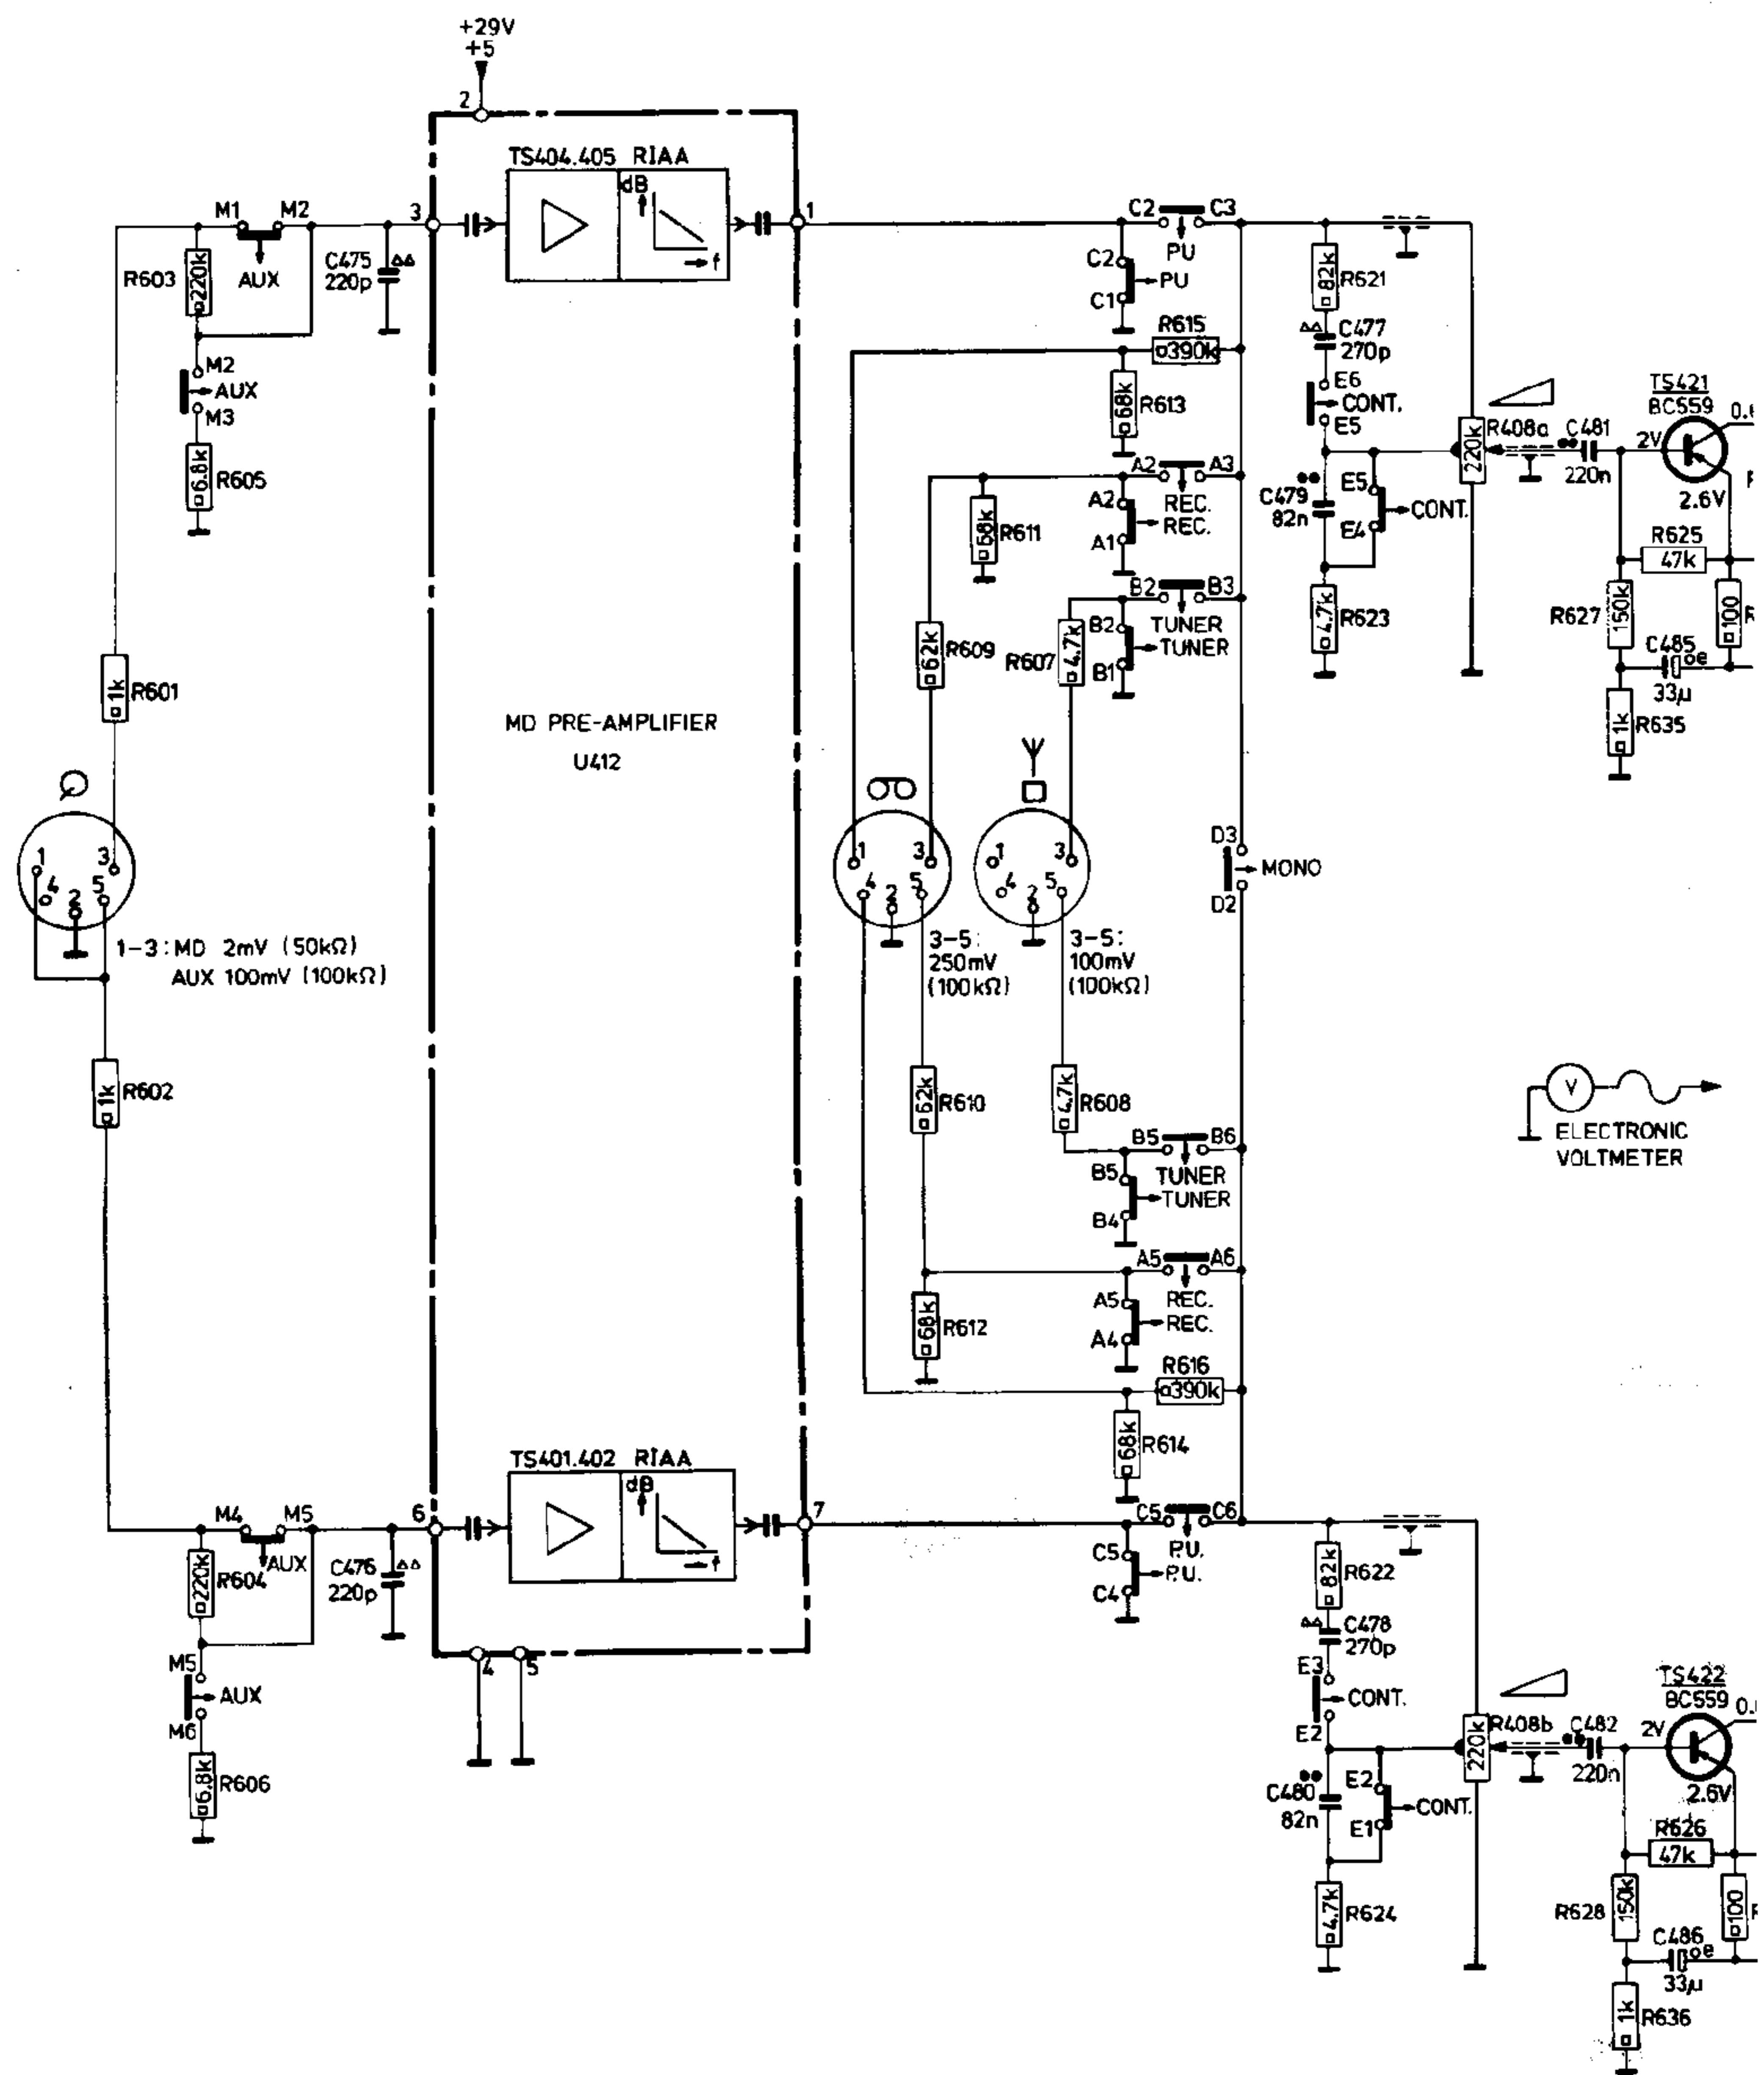 +29V
+5
2
TS404.405 RIAA
dB
f
M1 M2
3
1
C2 C3
PU
R603
220k
AUX
C475
220p
C2
PU
C1
82k
R621
R615
390k
C477
270p
M2
AUX
M3
68k
R613
E6
CONT.
E5
TS421
BC559
6.8k
R605
R408a
220k
C481
220n
2V
2.6V
A2 A3
REC.
A2
REC.
A1
68k
R611
C479
82n
E5
CONT.
E4
R625
47k
B2 B3
TUNER
B2
TUNER
B1
62k
R609
R607
4.7k
4.7k
R623
R627
150k
100
C485
33µ
1k
R635
1k
R601
MD PRE-AMPLIFIER
U412
1 3
4 2 5
1 3
4 2 5
1 3
4 2 5
D3
MONO
D2
1-3: MD 2mV (50kΩ)
AUX 100mV (100kΩ)
3-5:
250mV
(100kΩ)
3-5:
100mV
(100kΩ)
1k
R602
62k
R610
4.7k
R608
V
ELECTRONIC
VOLTMETER
B5 B6
TUNER
B5
TUNER
B4
A5 A6
REC.
A5
REC.
A4
68k
R612
R616
390k
68k
R614
TS401.402 RIAA
dB
f
M4 M5
6
7
C5 C6
P.U.
C5
P.U.
C4
220k
R604
AUX
C476
220p
82k
R622
C478
270p
4 5
M5
AUX
M6
E3
CONT.
E2
TS422
BC559
R408b
220k
C482
220n
2V
2.6V
6.8k
R606
C480
82n
E2
CONT.
E1
R626
47k
4.7k
R624
R628
150k
100
C486
33µ
1k
R636